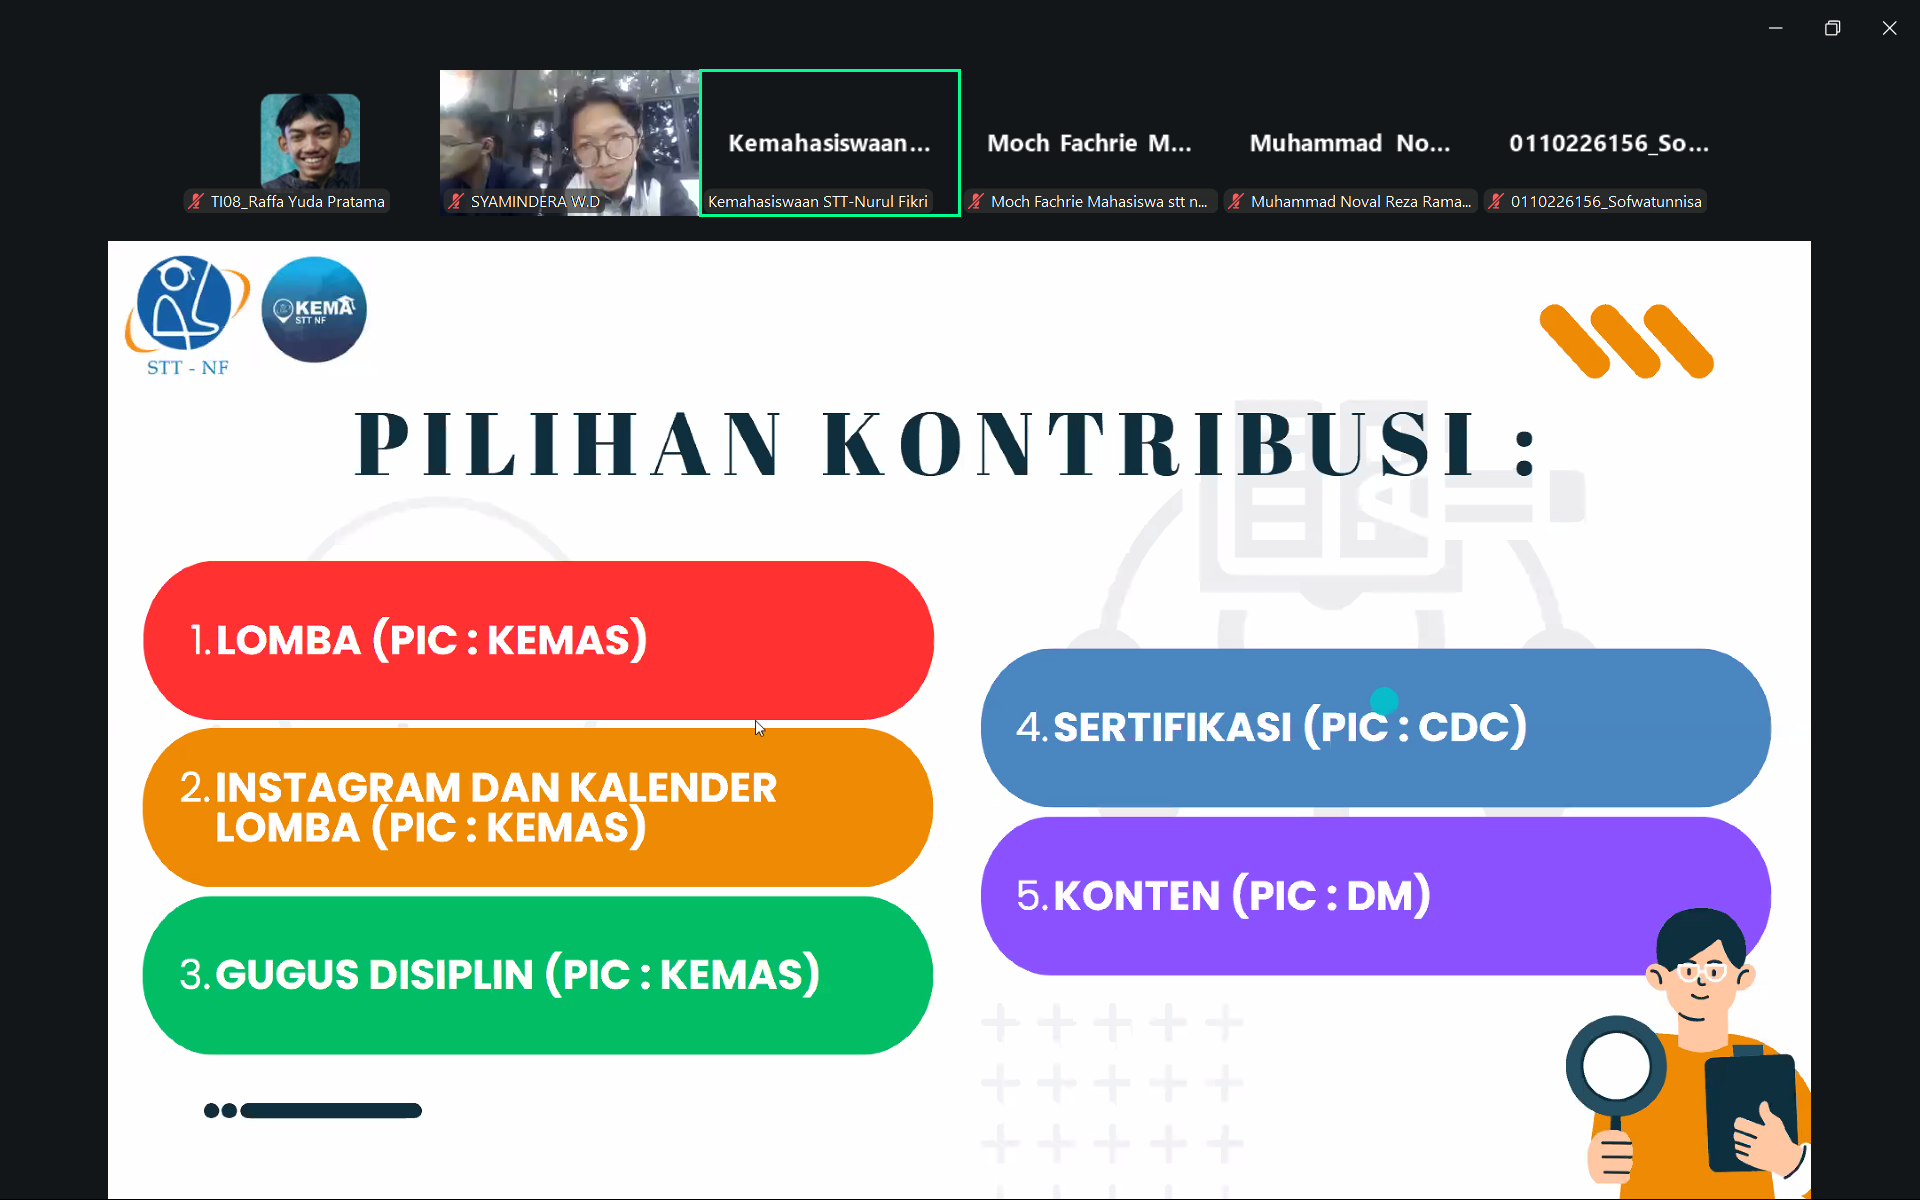 Kemahasiswaan...
Moch Fachrie M...
Muhammad No...
0110226156_So...
TI08_Raffa Yuda Pratama
SYAMINDERA W.D
Kemahasiswaan STT-Nurul Fikri
Moch Fachrie Mahasiswa stt n...
Muhammad Noval Reza Rama...
0110226156_Sofwatunnisa
KEMA
STT NF
STT - NF
PILIHAN KONTRIBUSI :
1. LOMBA (PIC : KEMAS)
2. INSTAGRAM DAN KALENDER
LOMBA (PIC : KEMAS)
3. GUGUS DISIPLIN (PIC : KEMAS)
4. SERTIFIKASI (PIC : CDC)
5. KONTEN (PIC : DM)